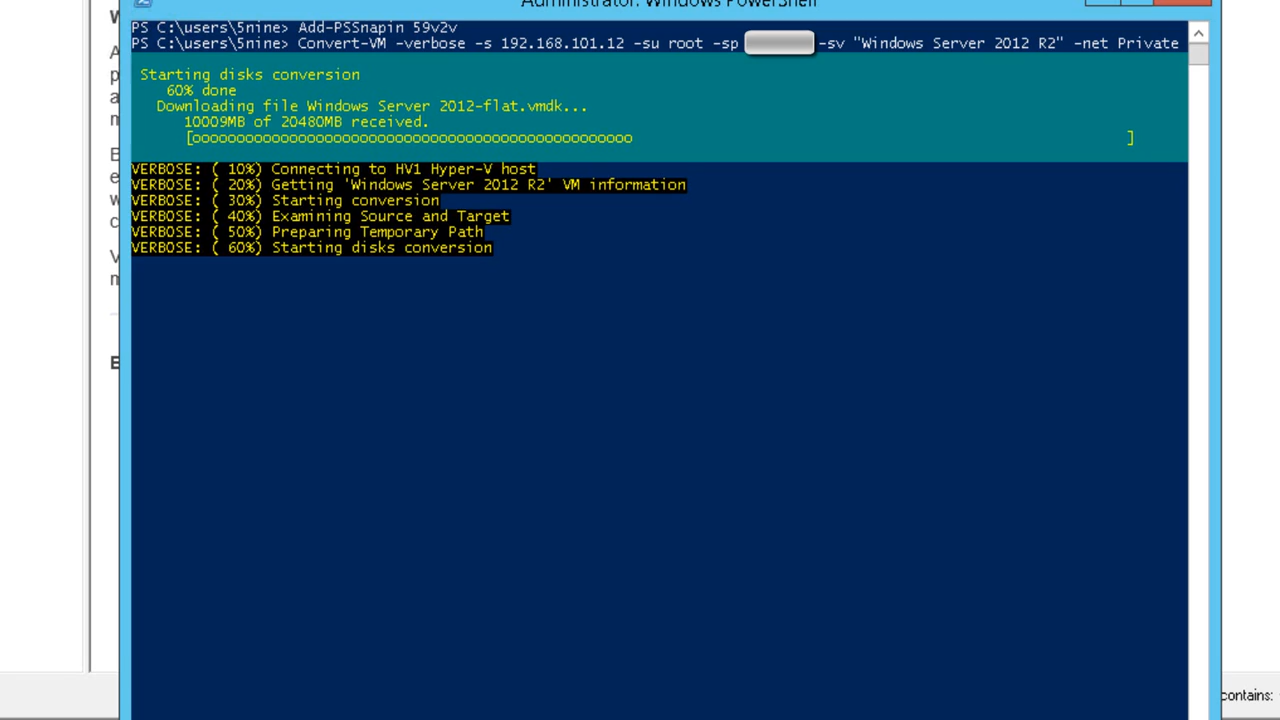 Administrator: Windows PowerShell
PS C:\users\5nine> Add-PSSnapin 59v2v
PS C:\users\5nine> Convert-VM -verbose -s 192.168.101.12 -su root -sp -sv "Windows Server 2012 R2" -net Private
Starting disks conversion
60% done
Downloading file Windows Server 2012-flat.vmdk...
10009MB of 20480MB received.
[oooooooooooooooooooooooooooooooooooooooooooooooooo ]
VERBOSE: ( 10%) Connecting to HV1 Hyper-V host
VERBOSE: ( 20%) Getting 'Windows Server 2012 R2' VM information
VERBOSE: ( 30%) Starting conversion
VERBOSE: ( 40%) Examining Source and Target
VERBOSE: ( 50%) Preparing Temporary Path
VERBOSE: ( 60%) Starting disks conversion
contains: